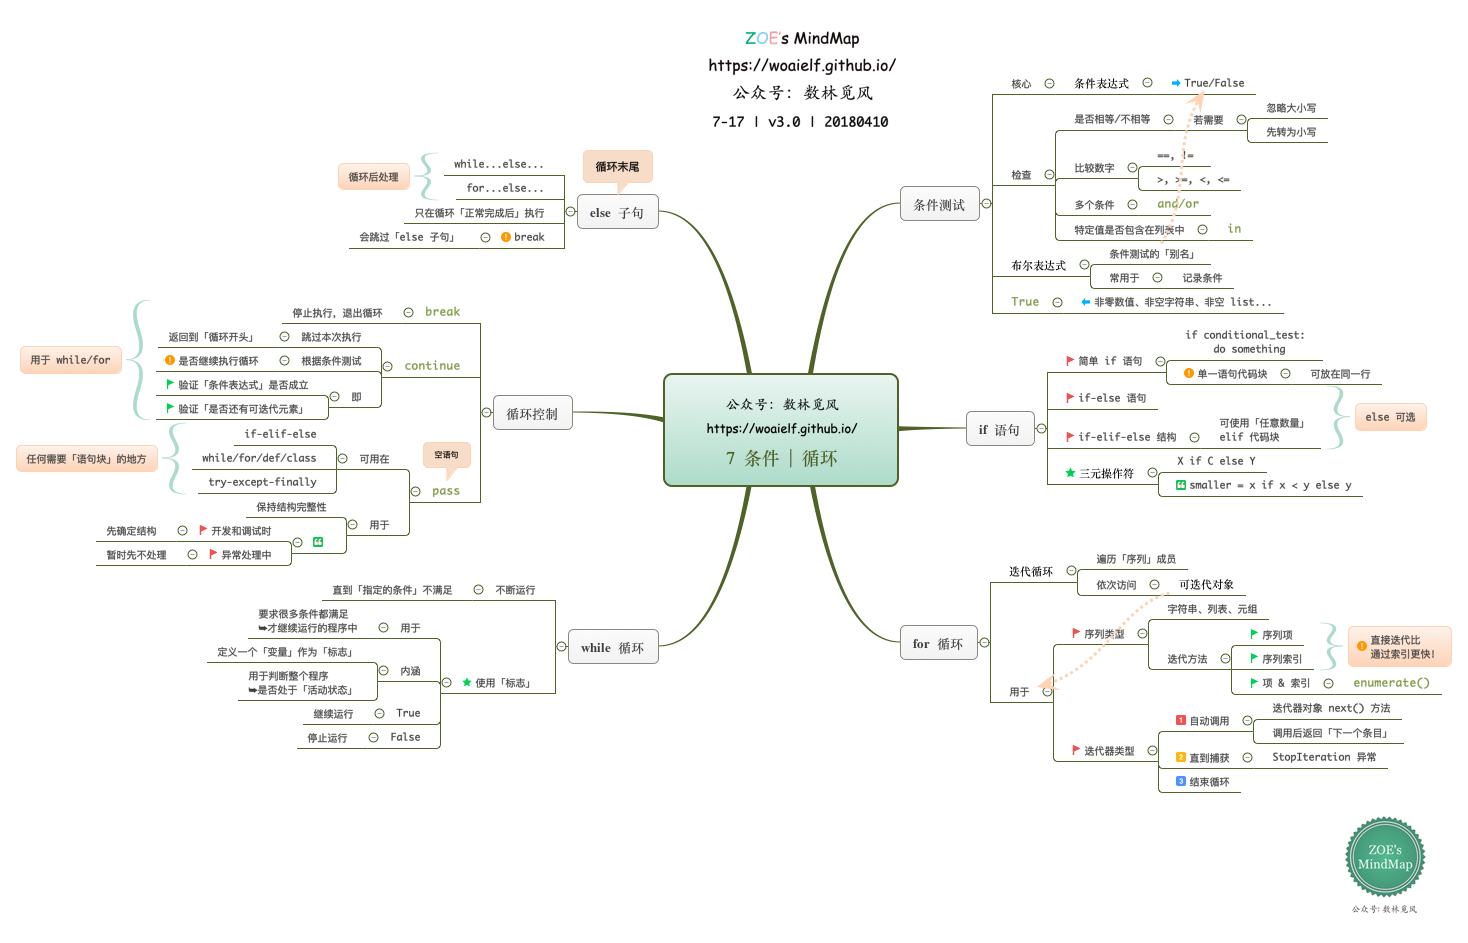 ZOE's MindMap
https://woaielf.github.io/
公众号：数林觅风
7-17 | v3.0 | 20180410
公众号：数林觅风
https://woaielf.github.io/
7 条件 | 循环
条件测试
核心
条件表达式
True/False
检查
是否相等/不相等
若需要
忽略大小写
先转为小写
比较数字
==, !=
>, >=, <, <=
多个条件
and/or
特定值是否包含在列表中
in
布尔表达式
条件测试的「别名」
常用于
记录条件
True
非零数值、非空字符串、非空 list...
if 语句
简单 if 语句
if conditional_test:
do something
单一语句代码块
可放在同一行
if-else 语句
if-elif-else 结构
可使用「任意数量」
elif 代码块
else 可选
三元操作符
X if C else Y
smaller = x if x < y else y
for 循环
迭代循环
遍历「序列」成员
依次访问
可迭代对象
用于
序列类型
字符串、列表、元组
迭代方法
序列项
序列索引
直接迭代比
通过索引更快!
项 & 索引
enumerate()
迭代器类型
1 自动调用
迭代器对象 next() 方法
调用后返回「下一个条目」
2 直到捕获
StopIteration 异常
3 结束循环
循环末尾
else 子句
while...else...
for...else...
循环后处理
只在循环「正常完成后」执行
会跳过「else 子句」
break
循环控制
停止执行，退出循环
break
continue
返回到「循环开头」
跳过本次执行
是否继续执行循环
根据条件测试
验证「条件表达式」是否成立
验证「是否还有可迭代元素」
即
用于 while/for
空语句
pass
可用在
if-elif-else
while/for/def/class
try-except-finally
任何需要「语句块」的地方
用于
保持结构完整性
先确定结构
开发和调试时
暂时先不处理
异常处理中
while 循环
直到「指定的条件」不满足
不断运行
使用「标志」
要求很多条件都满足
➥才继续运行的程序中
用于
定义一个「变量」作为「标志」
用于判断整个程序
➥是否处于「活动状态」
内涵
继续运行
True
停止运行
False
ZOE's
MindMap
公众号: 数林觅风